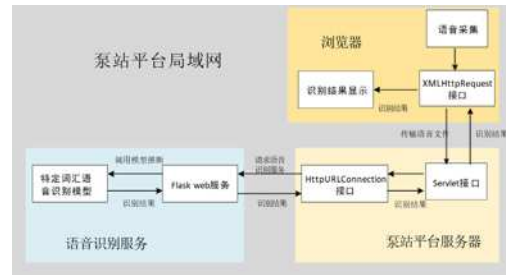 泵站平台局域网
浏览器
语音采集
识别结果显示
XMLHttpRequest
接口
识别结果
传输语音文件
识别结果
调用模型推断
请求语音
识别服务
特定词汇语
音识别模型
Flask web服务
HttpURLConnection
接口
Servlet接口
识别结果
识别结果
识别结果
语音识别服务
泵站平台服务器